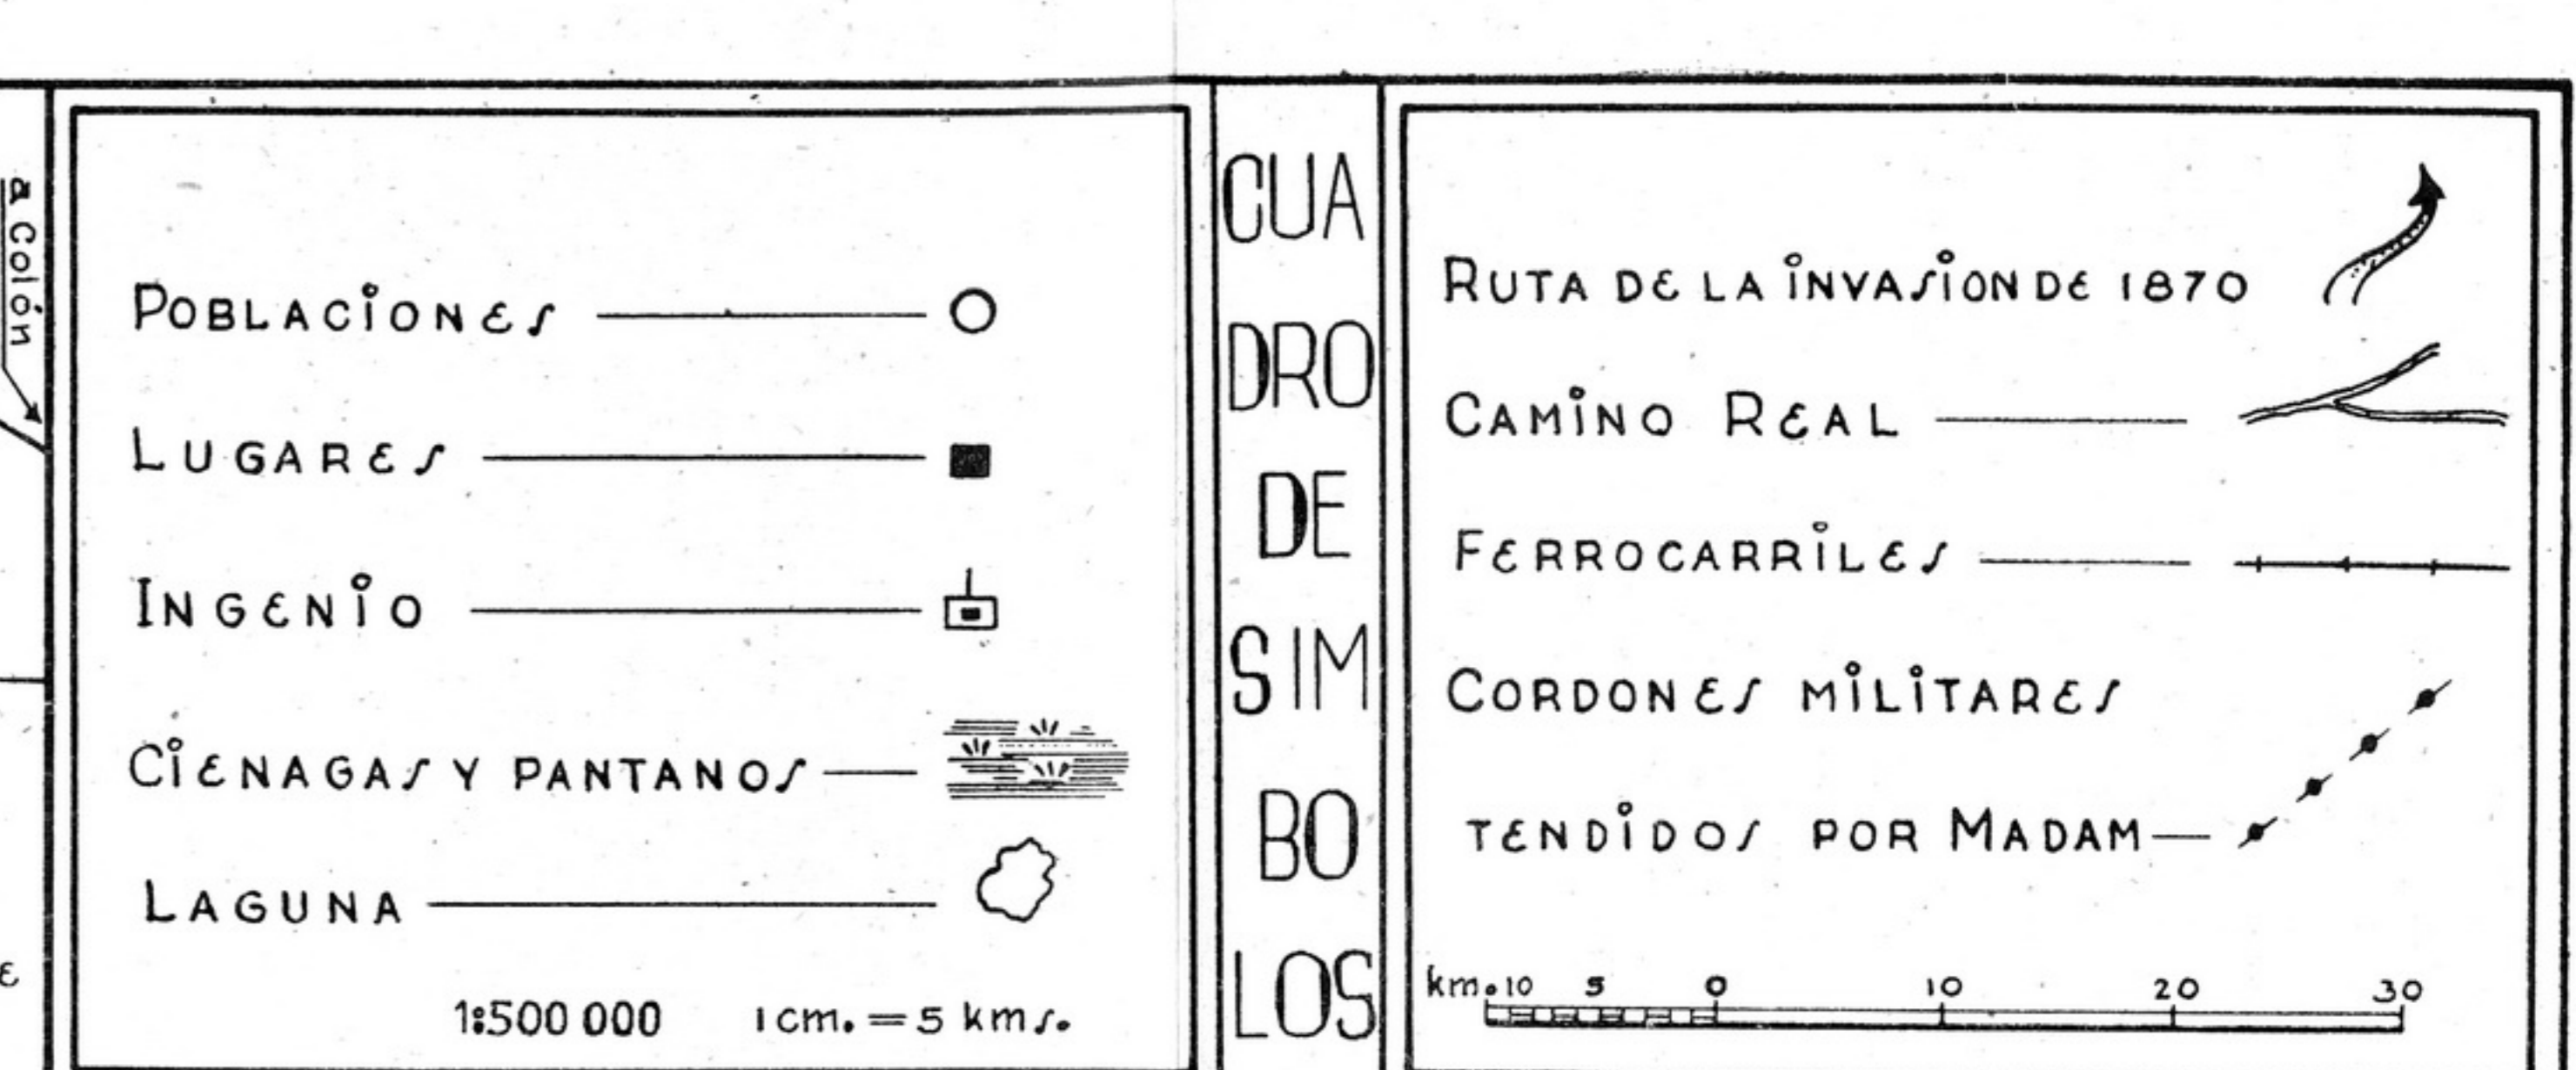 a colón
POBLACIONES
LUGARES
INGENIO
CIENAGAS Y PANTANOS
LAGUNA
1:500 000 1 cm. = 5 kms.
CUA
DRO
DE
SIM
BO
LOS
RUTA DE LA INVASION DE 1870
CAMINO REAL
FERROCARRILES
CORDONES MILITARES
TENDIDOS POR MADAM
km. 10 5 0 10 20 30